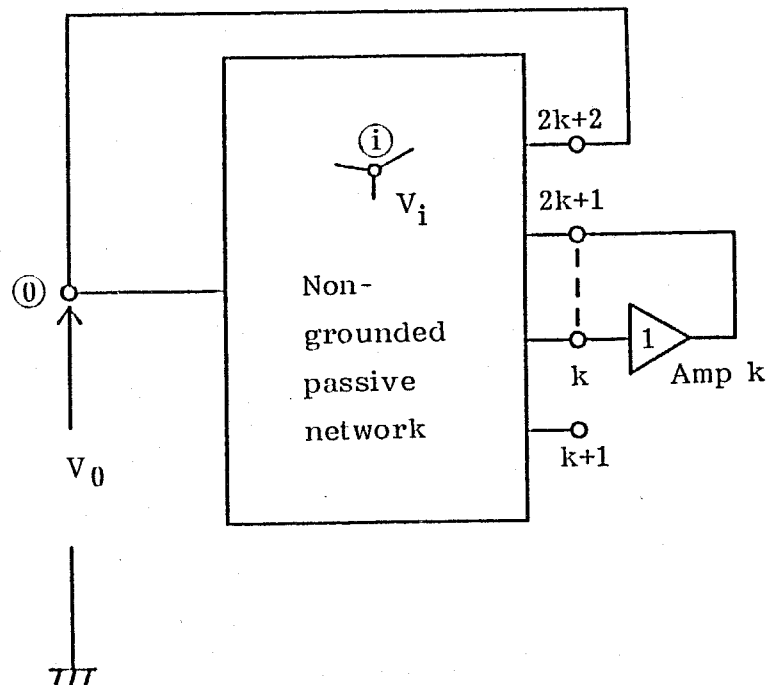 2k+2
i
V_i
2k+1
0
Non-
grounded
passive
network
1
k
Amp k
k+1
V_0